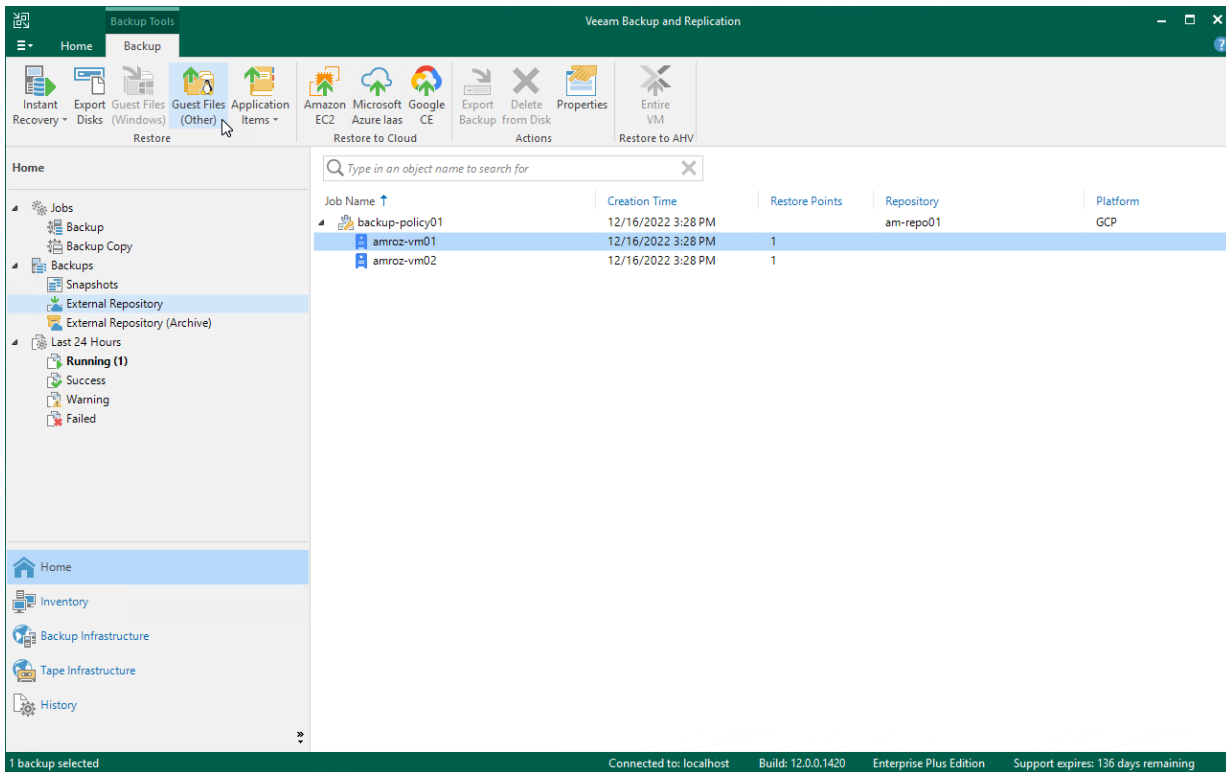 Backup Tools
Veeam Backup and Replication
Home Backup
?
Instant Recovery
Export Disks
Guest Files (Windows)
Guest Files (Other)
Application Items
Amazon EC2
Microsoft Azure Iaas
Google CE
Export Backup
Delete from Disk
Properties
Entire VM
Restore
Restore to Cloud
Actions
Restore to AHV
Home
Type in an object name to search for
Jobs
Backup
Backup Copy
Backups
Snapshots
External Repository
External Repository (Archive)
Last 24 Hours
Running (1)
Success
Warning
Failed
Job Name Creation Time Restore Points Repository Platform
backup-policy01 12/16/2022 3:28 PM am-repo01 GCP
amroz-vm01 12/16/2022 3:28 PM 1
amroz-vm02 12/16/2022 3:28 PM 1
Home
Inventory
Backup Infrastructure
Tape Infrastructure
History
1 backup selected Connected to: localhost Build: 12.0.0.1420 Enterprise Plus Edition Support expires: 136 days remaining